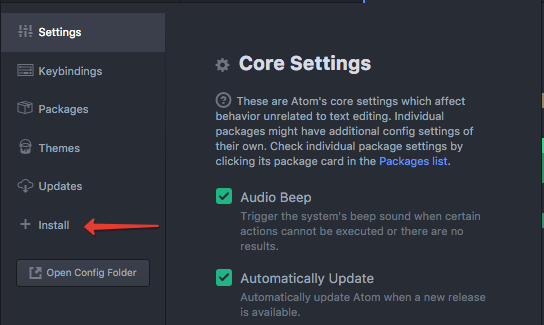 Settings
Keybindings
Packages
Themes
Updates
Install
Open Config Folder
Core Settings
These are Atom's core settings which affect
behavior unrelated to text editing. Individual
packages might have additional config settings of
their own. Check individual package settings by
clicking its package card in the Packages list.
Audio Beep
Trigger the system's beep sound when certain
actions cannot be executed or there are no
results.
Automatically Update
Automatically update Atom when a new release
is available.